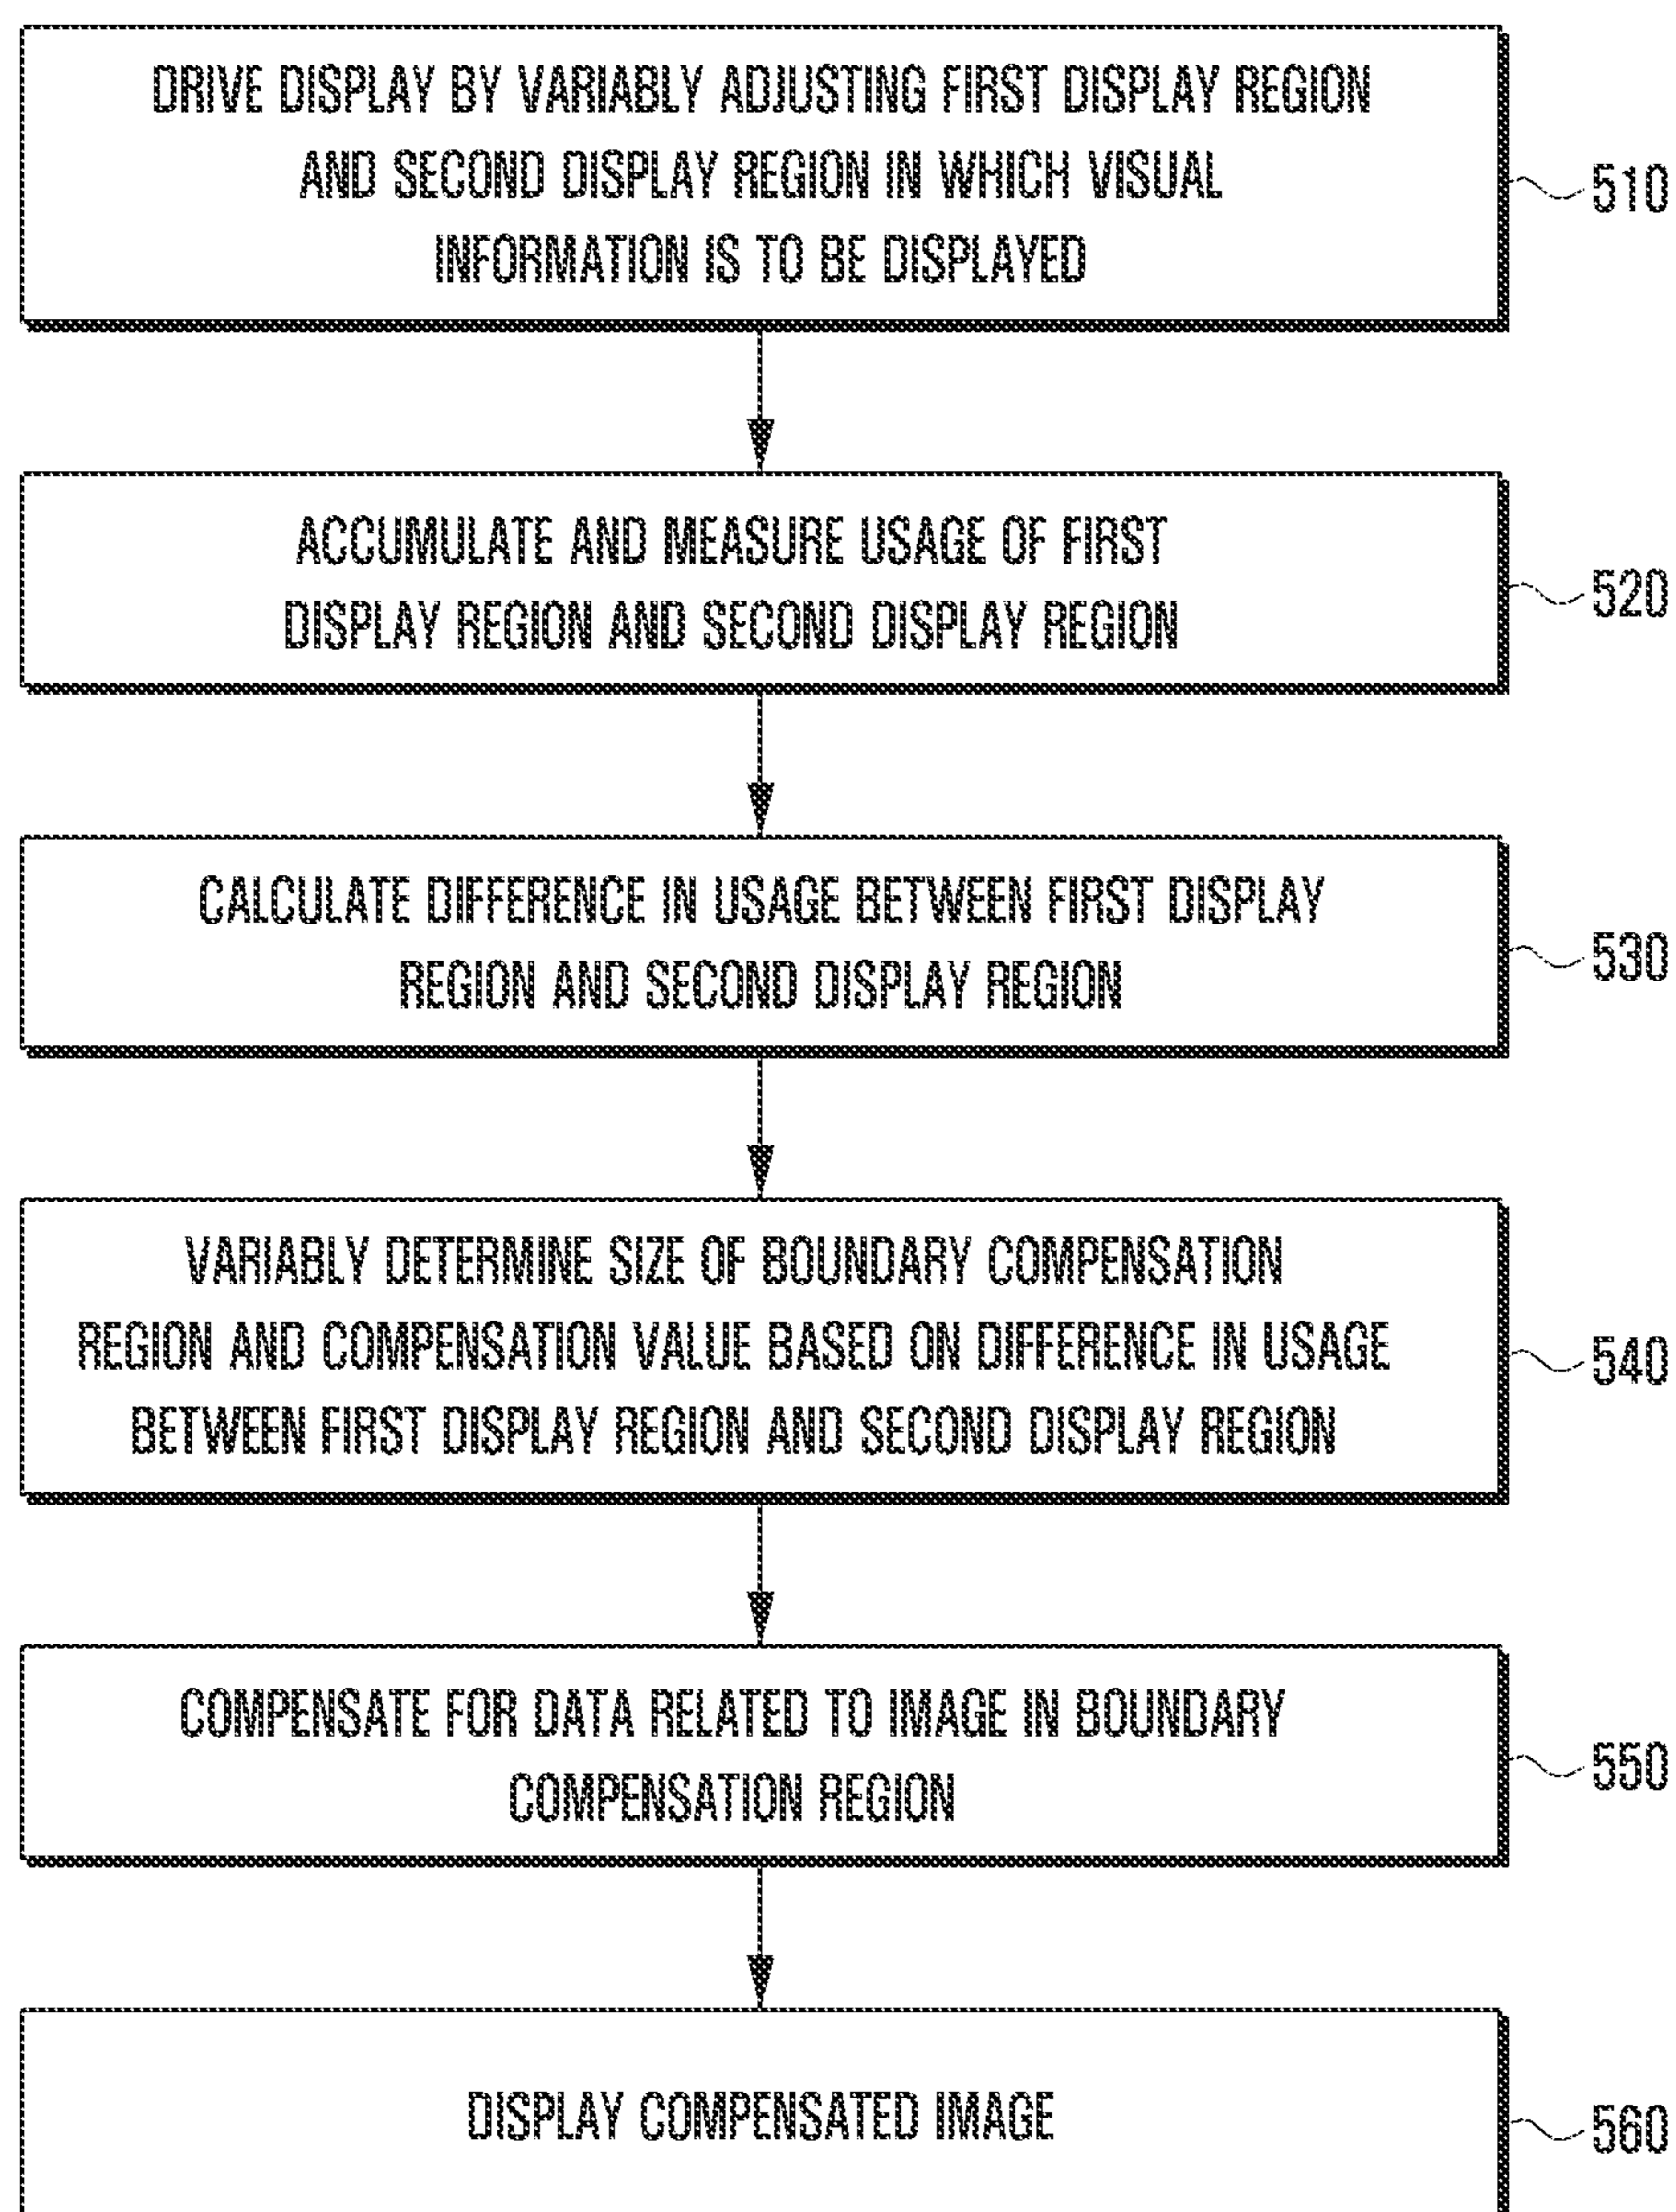 DRIVE DISPLAY BY VARIABLY ADJUSTING FIRST DISPLAY REGION
AND SECOND DISPLAY REGION IN WHICH VISUAL
INFORMATION IS TO BE DISPLAYED
510
ACCUMULATE AND MEASURE USAGE OF FIRST
DISPLAY REGION AND SECOND DISPLAY REGION
520
CALCULATE DIFFERENCE IN USAGE BETWEEN FIRST DISPLAY
REGION AND SECOND DISPLAY REGION
530
VARIABLY DETERMINE SIZE OF BOUNDARY COMPENSATION
REGION AND COMPENSATION VALUE BASED ON DIFFERENCE IN USAGE
BETWEEN FIRST DISPLAY REGION AND SECOND DISPLAY REGION
540
COMPENSATE FOR DATA RELATED TO IMAGE IN BOUNDARY
COMPENSATION REGION
550
DISPLAY COMPENSATED IMAGE
560